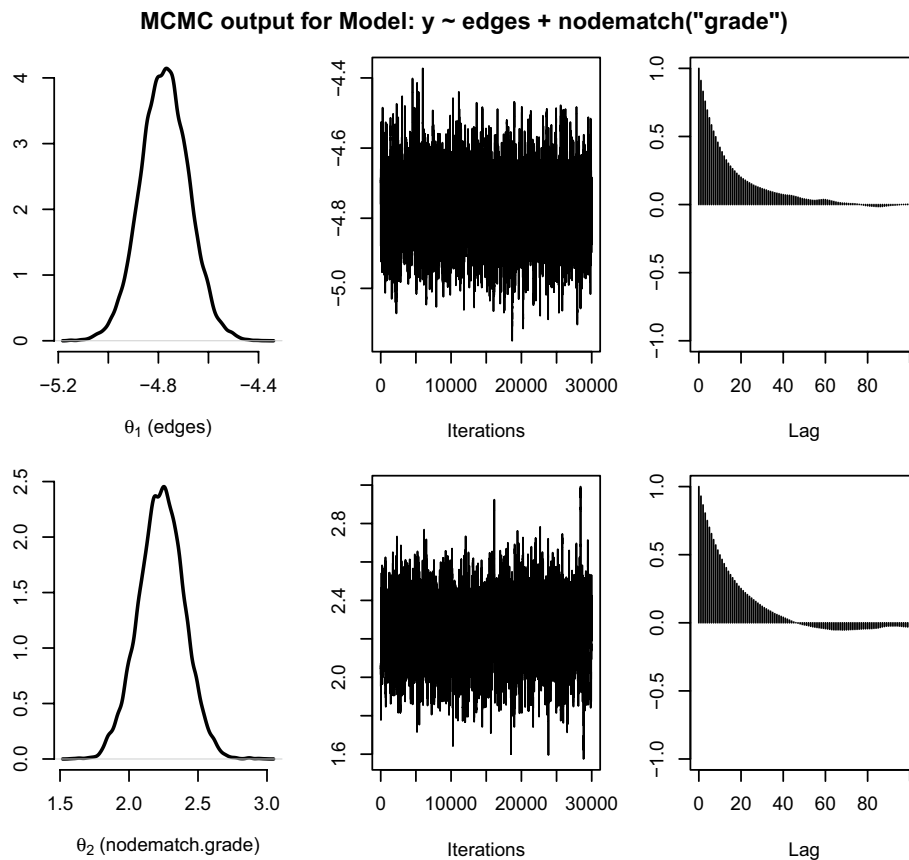 MCMC output for Model: y ~ edges + nodematch("grade")
0 1 2 3 4
−5.2 −4.8 −4.4
θ1 (edges)
−5.0 −4.8 −4.6 −4.4
0 10000 20000 30000
Iterations
−1.0 −0.5 0.0 0.5 1.0
0 20 40 60 80
Lag
0.0 0.5 1.0 1.5 2.0 2.5
1.5 2.0 2.5 3.0
θ2 (nodematch.grade)
1.6 2.0 2.4 2.8
0 10000 20000 30000
Iterations
−1.0 −0.5 0.0 0.5 1.0
0 20 40 60 80
Lag